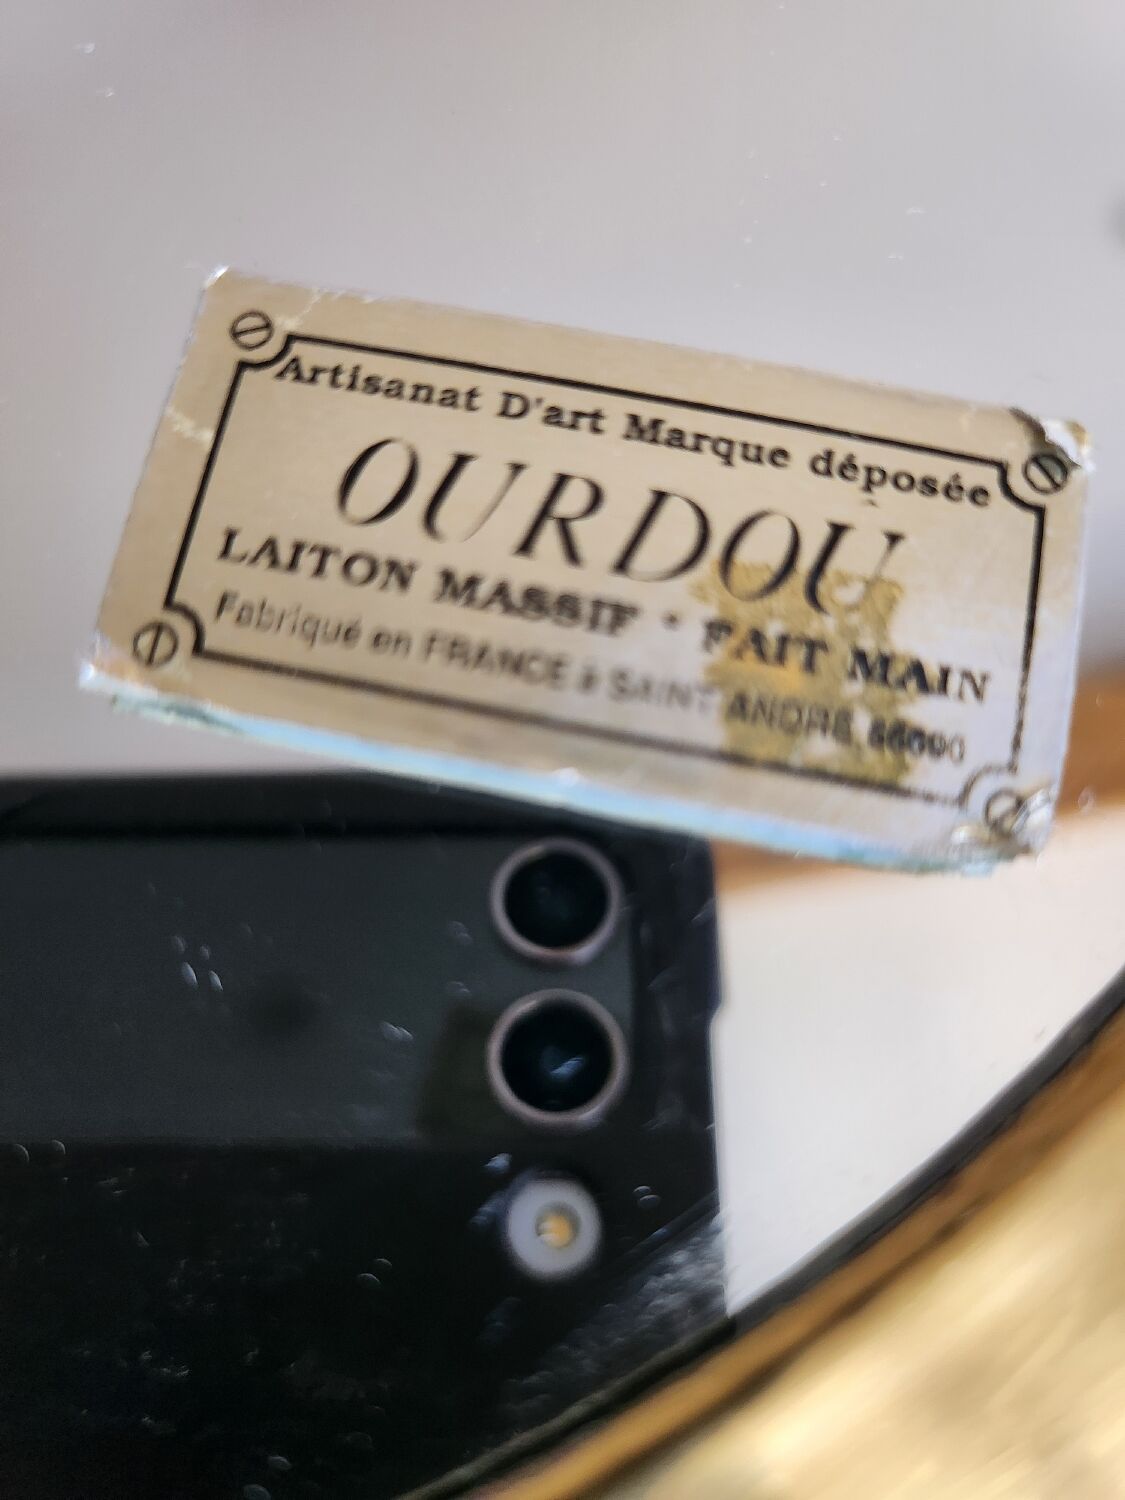 Artisanat D'art Marque déposée
OURDOU
LAITON MASSIF * FAIT MAIN
Fabriqué en FRANCE à SAINT ANDRÉ